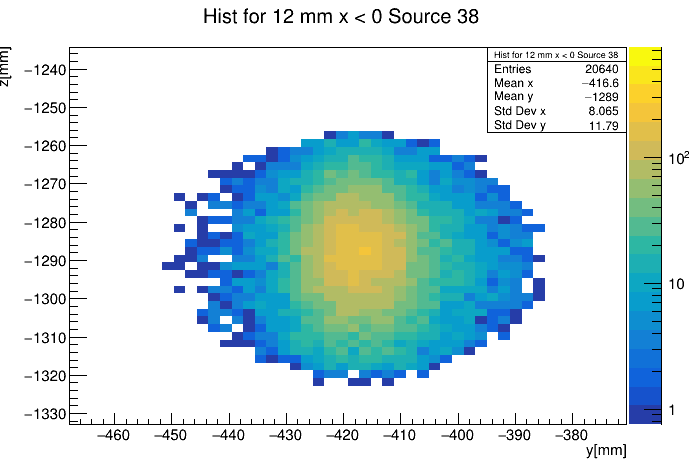 Hist for 12 mm x < 0 Source 38
z[mm]
Hist for 12 mm x < 0 Source 38
Entries 20640
Mean x −416.6
Mean y −1289
Std Dev x 8.065
Std Dev y 11.79
−1240
−1250
−1260
−1270
−1280
−1290
−1300
−1310
−1320
−1330
10²
10
1
−460 −450 −440 −430 −420 −410 −400 −390 −380
y[mm]